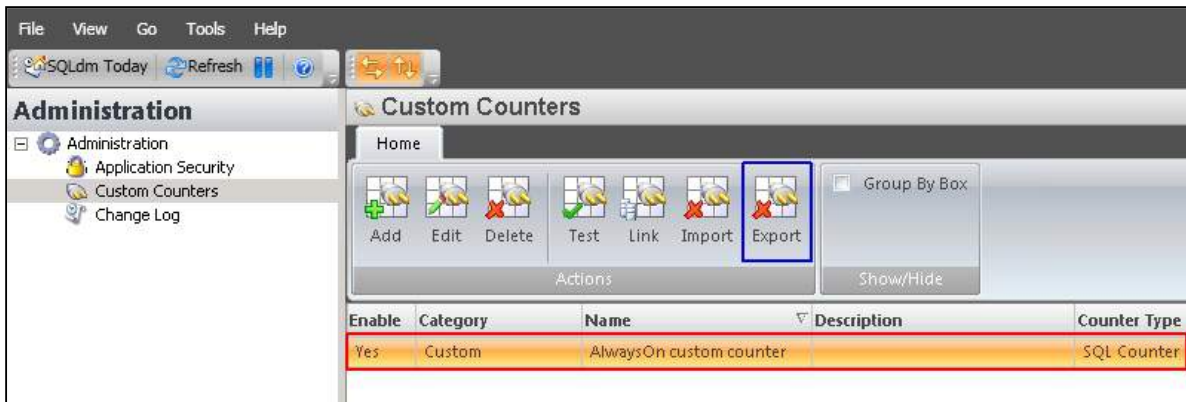 File View Go Tools Help
SQLdm Today Refresh
Administration
Administration
Application Security
Custom Counters
Change Log
Custom Counters
Home
Add Edit Delete Test Link Import Export
Actions
Group By Box
Show/Hide
Enable Category Name Description Counter Type
Yes Custom AlwaysOn custom counter SQL Counter